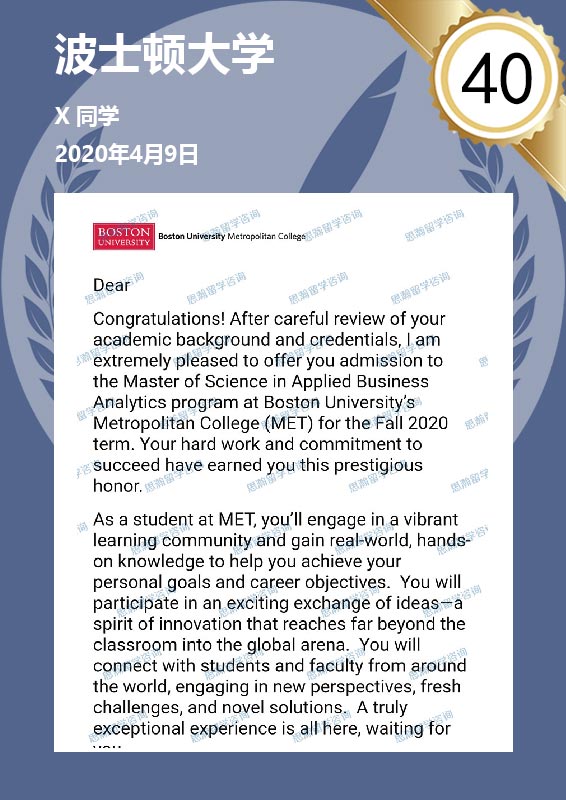 波士顿大学
40
X 同学
2020年4月9日
BOSTON
UNIVERSITY
Boston University Metropolitan College
思瀚留学咨询
Dear
Congratulations! After careful review of your
academic background and credentials, I am
extremely pleased to offer you admission to
the Master of Science in Applied Business
Analytics program at Boston University's
Metropolitan College (MET) for the Fall 2020
term. Your hard work and commitment to
succeed have earned you this prestigious
honor.
As a student at MET, you'll engage in a vibrant
learning community and gain real-world, hands-
on knowledge to help you achieve your
personal goals and career objectives. You will
participate in an exciting exchange of ideas—a
spirit of innovation that reaches far beyond the
classroom into the global arena. You will
connect with students and faculty from around
the world, engaging in new perspectives, fresh
challenges, and novel solutions. A truly
exceptional experience is all here, waiting for